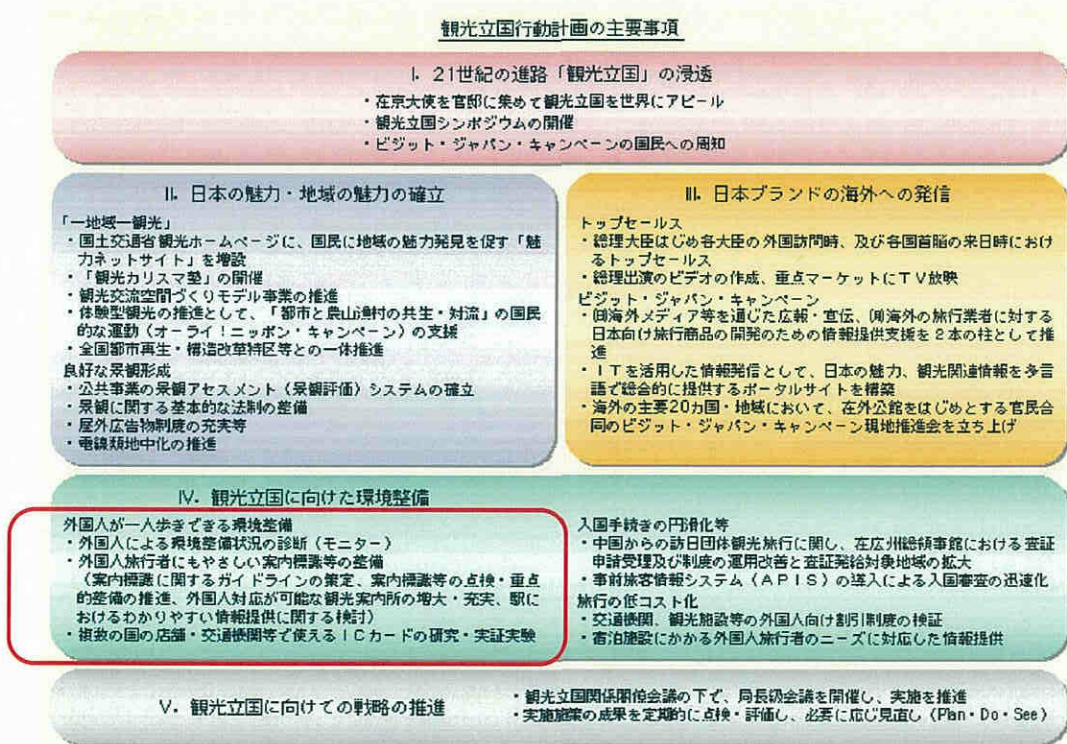 観光立国行動計画の主要事項
Ⅰ. 21世紀の進路「観光立国」の浸透
・在京大使を官邸に集めて観光立国を世界にアピール
・観光立国シンポジウムの開催
・ビジット・ジャパン・キャンペーンの国民への周知
Ⅱ. 日本の魅力・地域の魅力の確立
「一地域一観光」
・国土交通省観光ホームページに、国民に地域の魅力発見を促す「魅
力ネットサイト」を増設
・「観光カリスマ塾」の開催
・観光交流空間づくりモデル事業の推進
・体験型観光の推進として、「都市と農山漁村の共生・対流」の国民
的な運動（オーライ！ニッポン・キャンペーン）の支援
・全国都市再生・構造改革特区等との一体推進
良好な景観形成
・公共事業の景観アセスメント（景観評価）システムの確立
・景観に関する基本的な法制の整備
・屋外広告物制度の充実等
・電線類地中化の推進
Ⅲ. 日本ブランドの海外への発信
トップセールス
・総理大臣はじめ各大臣の外国訪問時、及び各国首脳の来日時におけ
るトップセールス
・総理出演のビデオの作成、重点マーケットにＴＶ放映
ビジット・ジャパン・キャンペーン
・海外メディア等を通じた広報・宣伝、海外の旅行業者に対する
日本向け旅行商品の開発のための情報提供支援を２本の柱として推
進
・ＩＴを活用した情報発信として、日本の魅力、観光関連情報を多言
語で総合的に提供するポータルサイトを構築
・海外の主要20カ国・地域において、在外公館をはじめとする官民合
同のビジット・ジャパン・キャンペーン現地推進会を立ち上げ
Ⅳ. 観光立国に向けた環境整備
外国人が一人歩きできる環境整備
・外国人による環境整備状況の診断（モニター）
・外国人旅行者にもやさしい案内標識等の整備
（案内標識に関するガイドラインの策定、案内標識等の点検・重点
的整備の推進、外国人対応が可能な観光案内所の増大・充実、駅に
おけるわかりやすい情報提供に関する検討）
・複数の国の店舗・交通機関等で使えるＩＣカードの研究・実証実験
入国手続きの円滑化等
・中国からの訪日団体観光旅行に関し、在広州総領事館における査証
申請受理及び制度の運用改善と査証発給対象地域の拡大
・事前旅客情報システム（ＡＰＩＳ）の導入による入国審査の迅速化
旅行の低コスト化
・交通機関、観光施設等の外国人向け割引制度の検証
・宿泊施設にかかる外国人旅行者のニーズに対応した情報提供
Ⅴ. 観光立国に向けての戦略の推進
・観光立国関係閣僚会議の下で、局長級会議を開催し、実施を推進
・実施施策の成果を定期的に点検・評価し、必要に応じ見直し（Plan・Do・See）